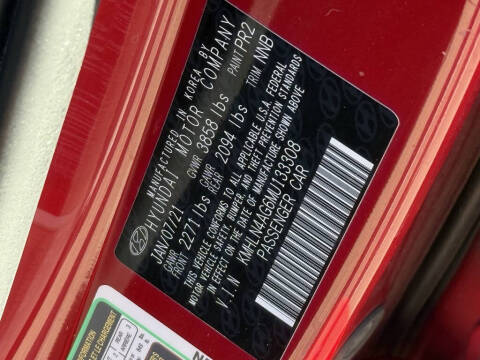 MANUFACTURED IN KOREA BY
HYUNDAI MOTOR COMPANY
JAN/07/21 GVWR 3858 lbs PAINT PR2
GAWR FRONT 2271 lbs GAWR REAR 2094 lbs TRIM NNB
THIS VEHICLE CONFORMS TO ALL APPLICABLE U.S.A. FEDERAL
MOTOR VEHICLE SAFETY, BUMPER, AND THEFT PREVENTION STANDARDS
IN EFFECT ON THE DATE OF MANUFACTURE SHOWN ABOVE
V.I.N KMHLN4AG6MU133308
PASSENGER CAR
INFORMATION